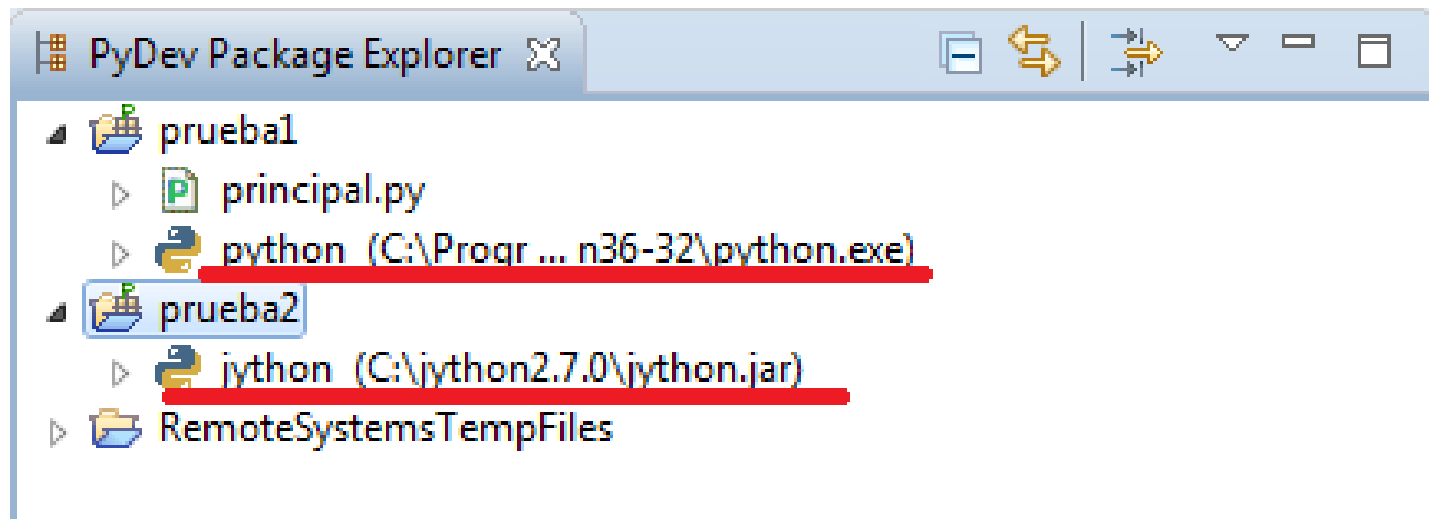 PyDev Package Explorer
prueba1
principal.py
python (C:\Progr ... n36-32\python.exe)
prueba2
jython (C:\jython2.7.0\jython.jar)
RemoteSystemsTempFiles